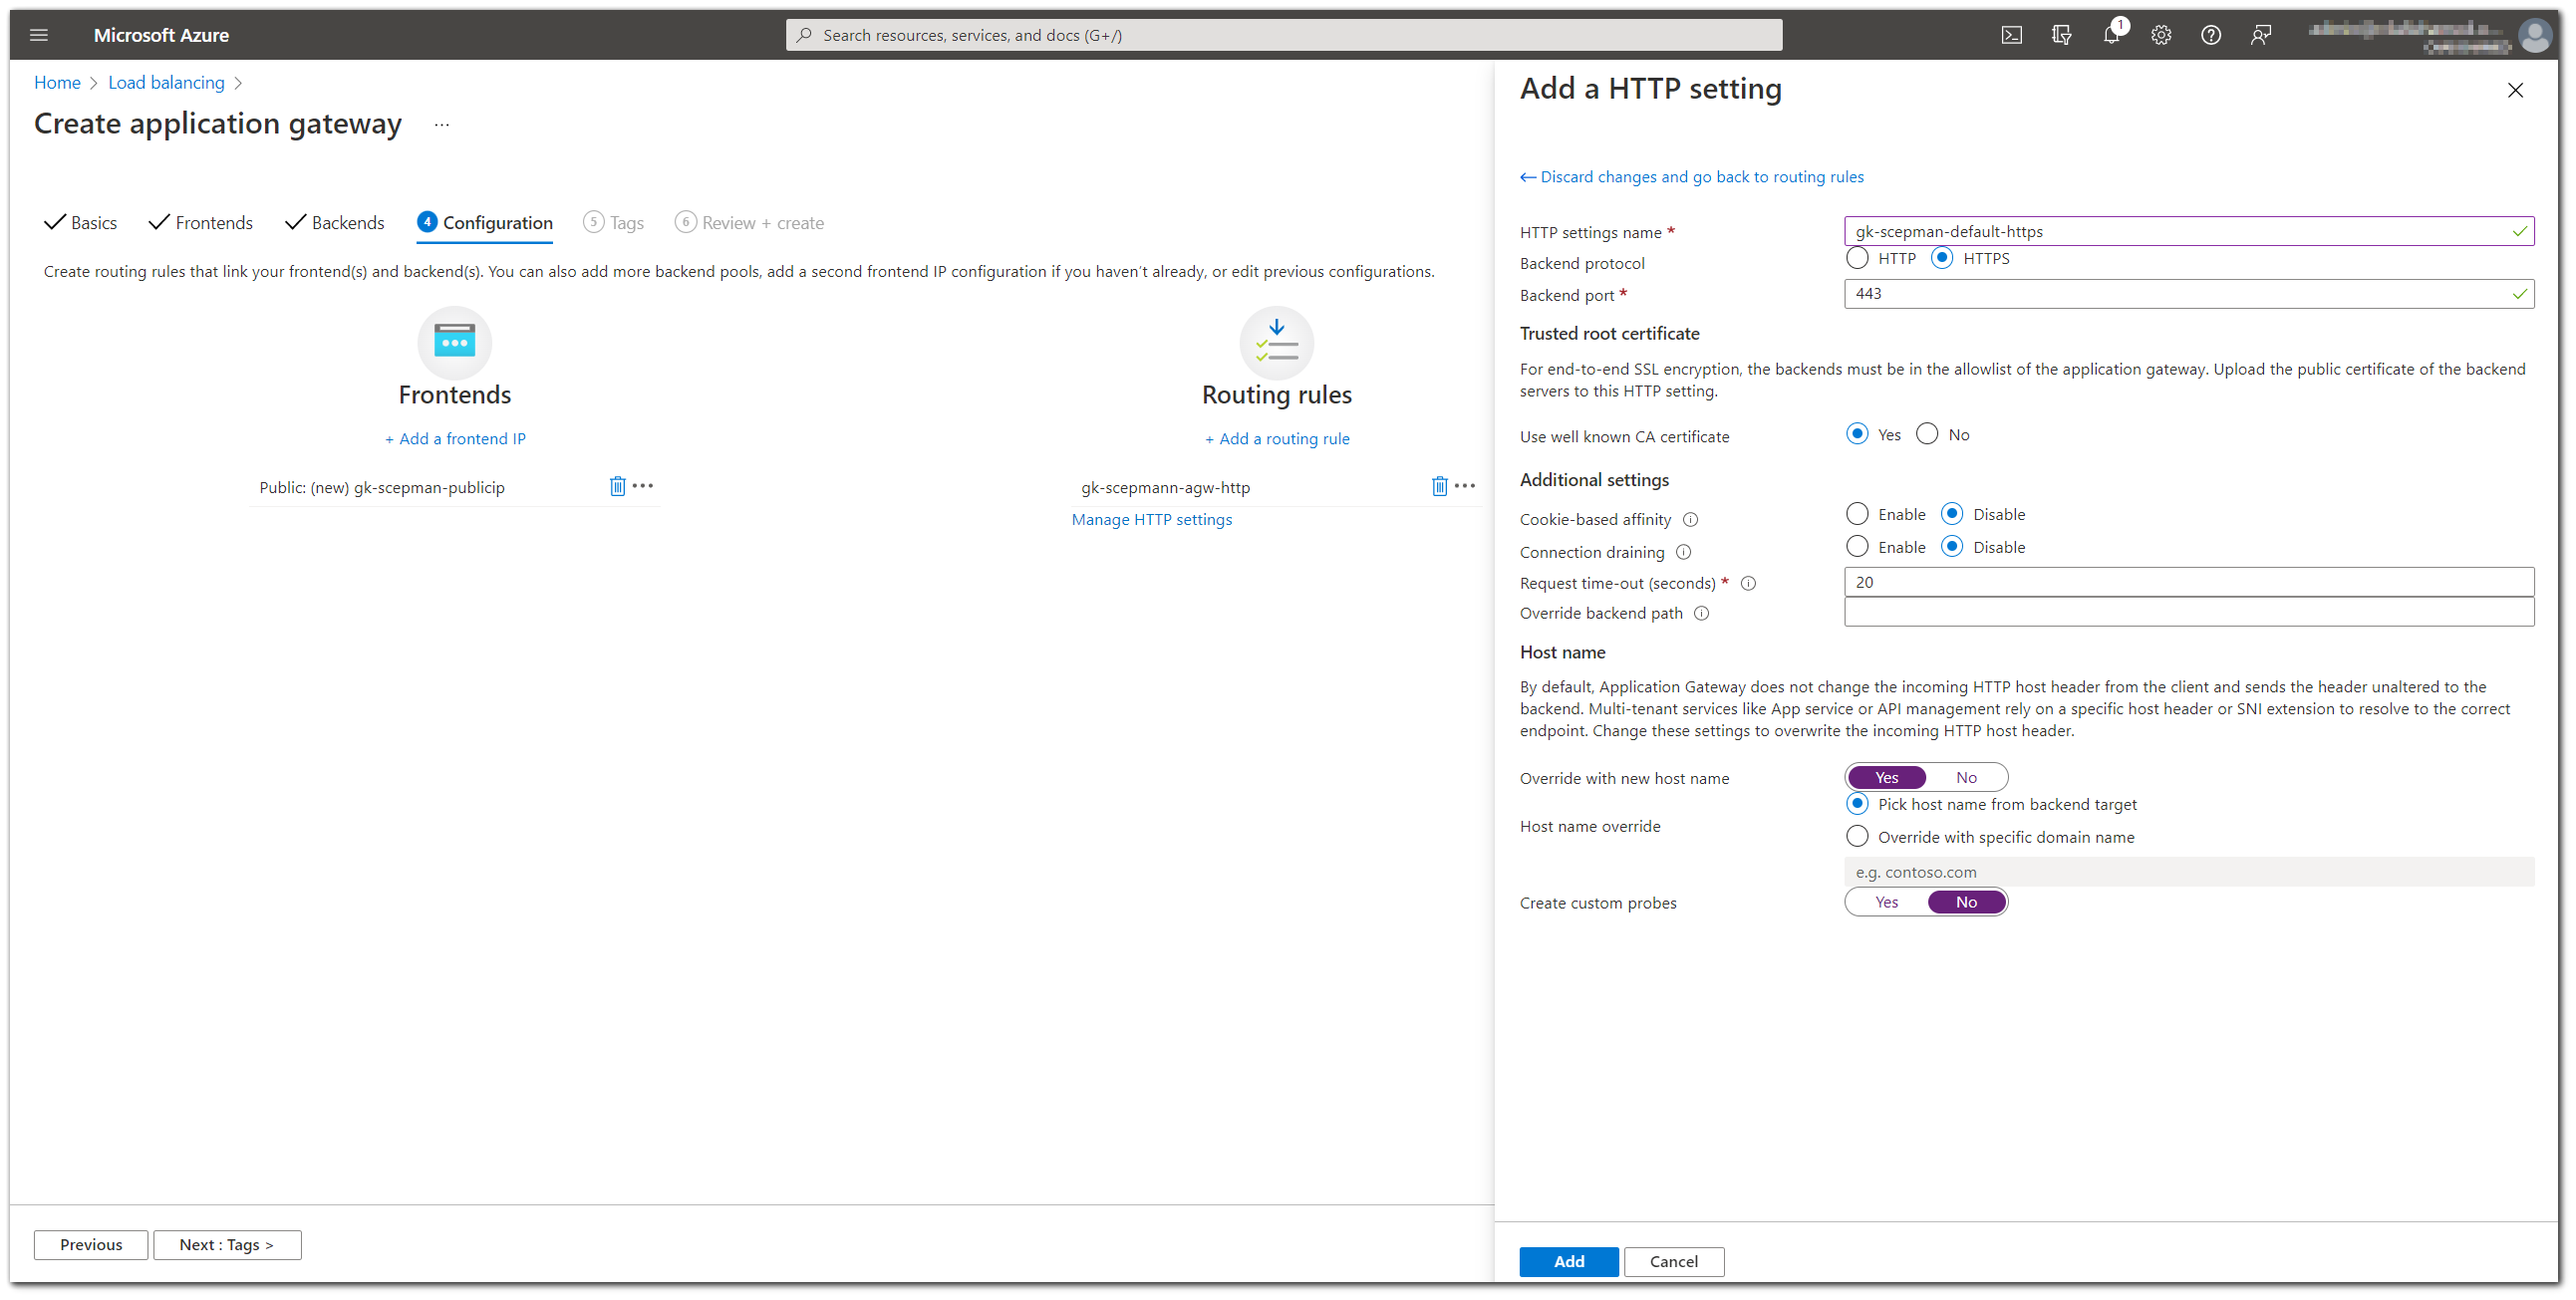 Microsoft Azure
Search resources, services, and docs (G+/)
1
Home > Load balancing >
Create application gateway ...
Basics Frontends Backends 4 Configuration 5 Tags 6 Review + create
Create routing rules that link your frontend(s) and backend(s). You can also add more backend pools, add a second frontend IP configuration if you haven't already, or edit previous configurations.
Frontends
+ Add a frontend IP
Public: (new) gk-scepman-publicip
Routing rules
+ Add a routing rule
gk-scepmann-agw-http
Manage HTTP settings
Previous
Next : Tags >
Add a HTTP setting
← Discard changes and go back to routing rules
HTTP settings name * gk-scepman-default-https
Backend protocol HTTP HTTPS
Backend port * 443
Trusted root certificate
For end-to-end SSL encryption, the backends must be in the allowlist of the application gateway. Upload the public certificate of the backend
servers to this HTTP setting.
Use well known CA certificate Yes No
Additional settings
Cookie-based affinity Enable Disable
Connection draining Enable Disable
Request time-out (seconds) * 20
Override backend path
Host name
By default, Application Gateway does not change the incoming HTTP host header from the client and sends the header unaltered to the
backend. Multi-tenant services like App service or API management rely on a specific host header or SNI extension to resolve to the correct
endpoint. Change these settings to overwrite the incoming HTTP host header.
Override with new host name Yes No
Pick host name from backend target
Host name override
Override with specific domain name
e.g. contoso.com
Create custom probes Yes No
Add
Cancel